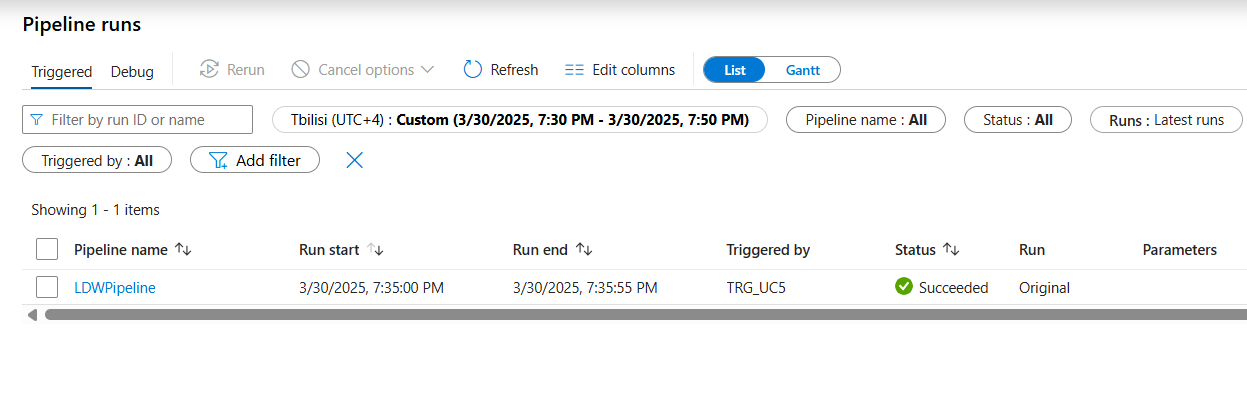 Pipeline runs
Triggered Debug Rerun Cancel options Refresh Edit columns List Gantt
Filter by run ID or name Tbilisi (UTC+4) : Custom (3/30/2025, 7:30 PM - 3/30/2025, 7:50 PM) Pipeline name : All Status : All Runs : Latest runs
Triggered by : All Add filter
Showing 1 - 1 items
Pipeline name Run start Run end Triggered by Status Run Parameters
LDWPipeline 3/30/2025, 7:35:00 PM 3/30/2025, 7:35:55 PM TRG_UC5 Succeeded Original